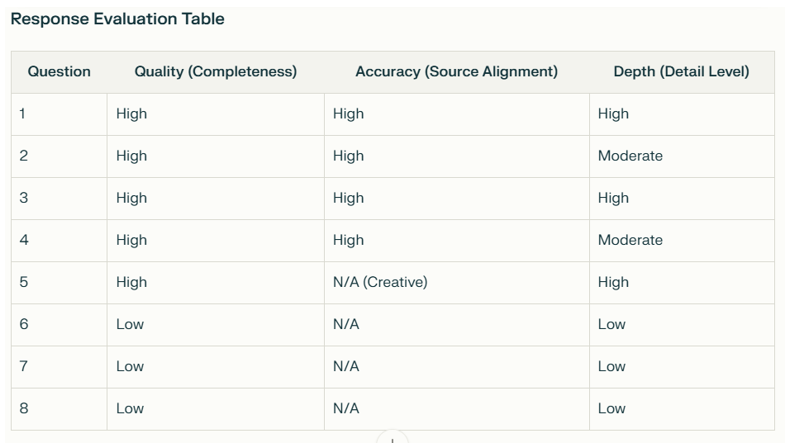 Response Evaluation Table
Question Quality (Completeness) Accuracy (Source Alignment) Depth (Detail Level)
1 High High High
2 High High Moderate
3 High High High
4 High High Moderate
5 High N/A (Creative) High
6 Low N/A Low
7 Low N/A Low
8 Low N/A Low